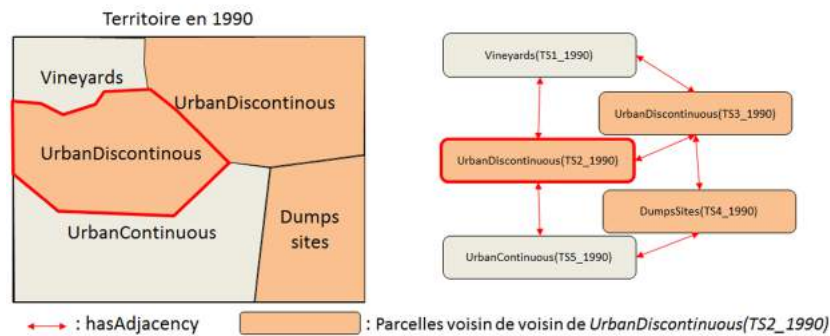 Territoire en 1990
Vineyards
UrbanDiscontinous
UrbanDiscontinous
UrbanContinuous
Dumps
sites
Vineyards(TS1_1990)
UrbanDiscontinuous(TS3_1990)
UrbanDiscontinuous(TS2_1990)
DumpsSites(TS4_1990)
UrbanContinuous(TS5_1990)
: hasAdjacency
: Parcelles voisin de voisin de UrbanDiscontinuous(TS2_1990)